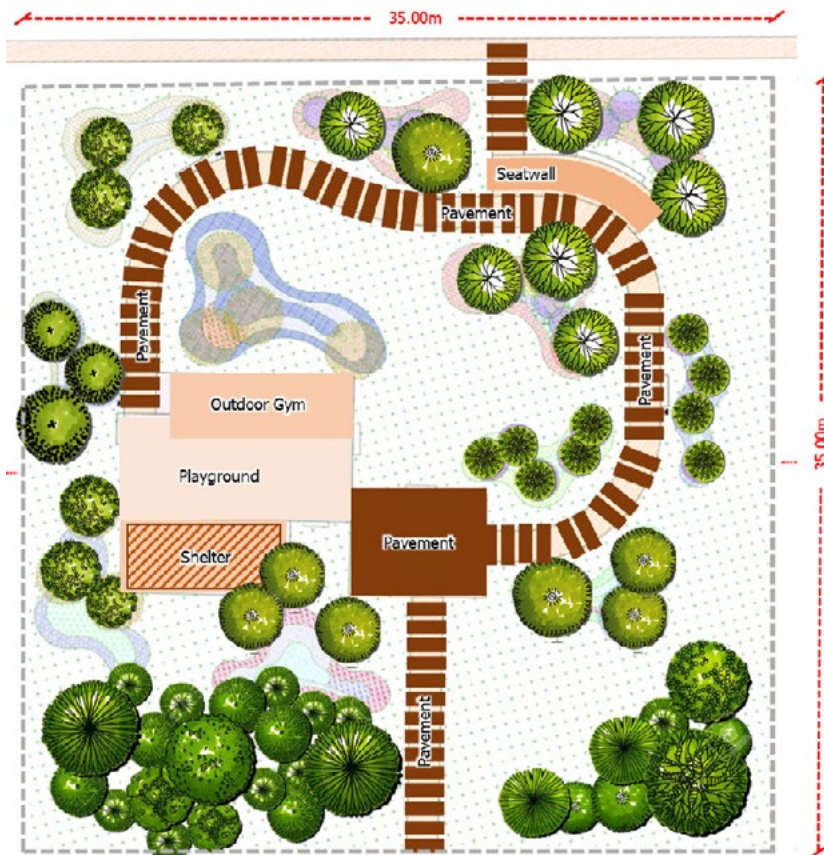 35.00m
Seatwall
Pavement
Pavement
Pavement
Outdoor Gym
35.00m
Playground
Pavement
Shelter
Pavement